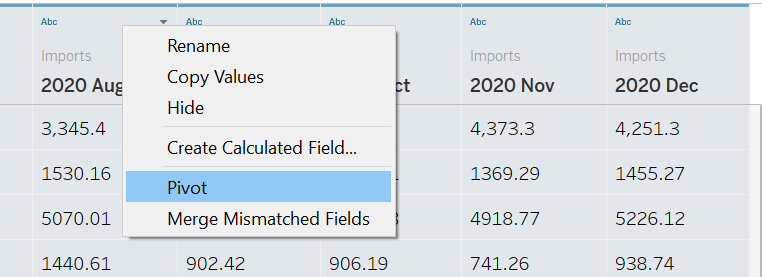 Abc Abc Abc Abc Abc
Imports Imports Imports
2020 Aug ct 2020 Nov 2020 Dec
3,345.4 4,373.3 4,251.3
1530.16 1369.29 1455.27
5070.01 4918.77 5226.12
1440.61 902.42 906.19 741.26 938.74
Rename
Copy Values
Hide
Create Calculated Field...
Pivot
Merge Mismatched Fields